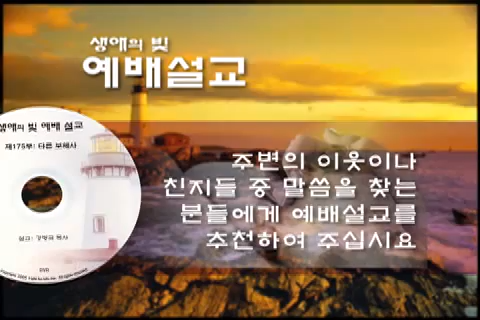 생애의 빛
예배설교
생애의 빛 예배 설교
제175부: 다른 보혜사
주변의 이웃이나
친지들 중 말씀을 찾는
분들에게 예배설교를
추천하여 주십시요
설교:
DVD